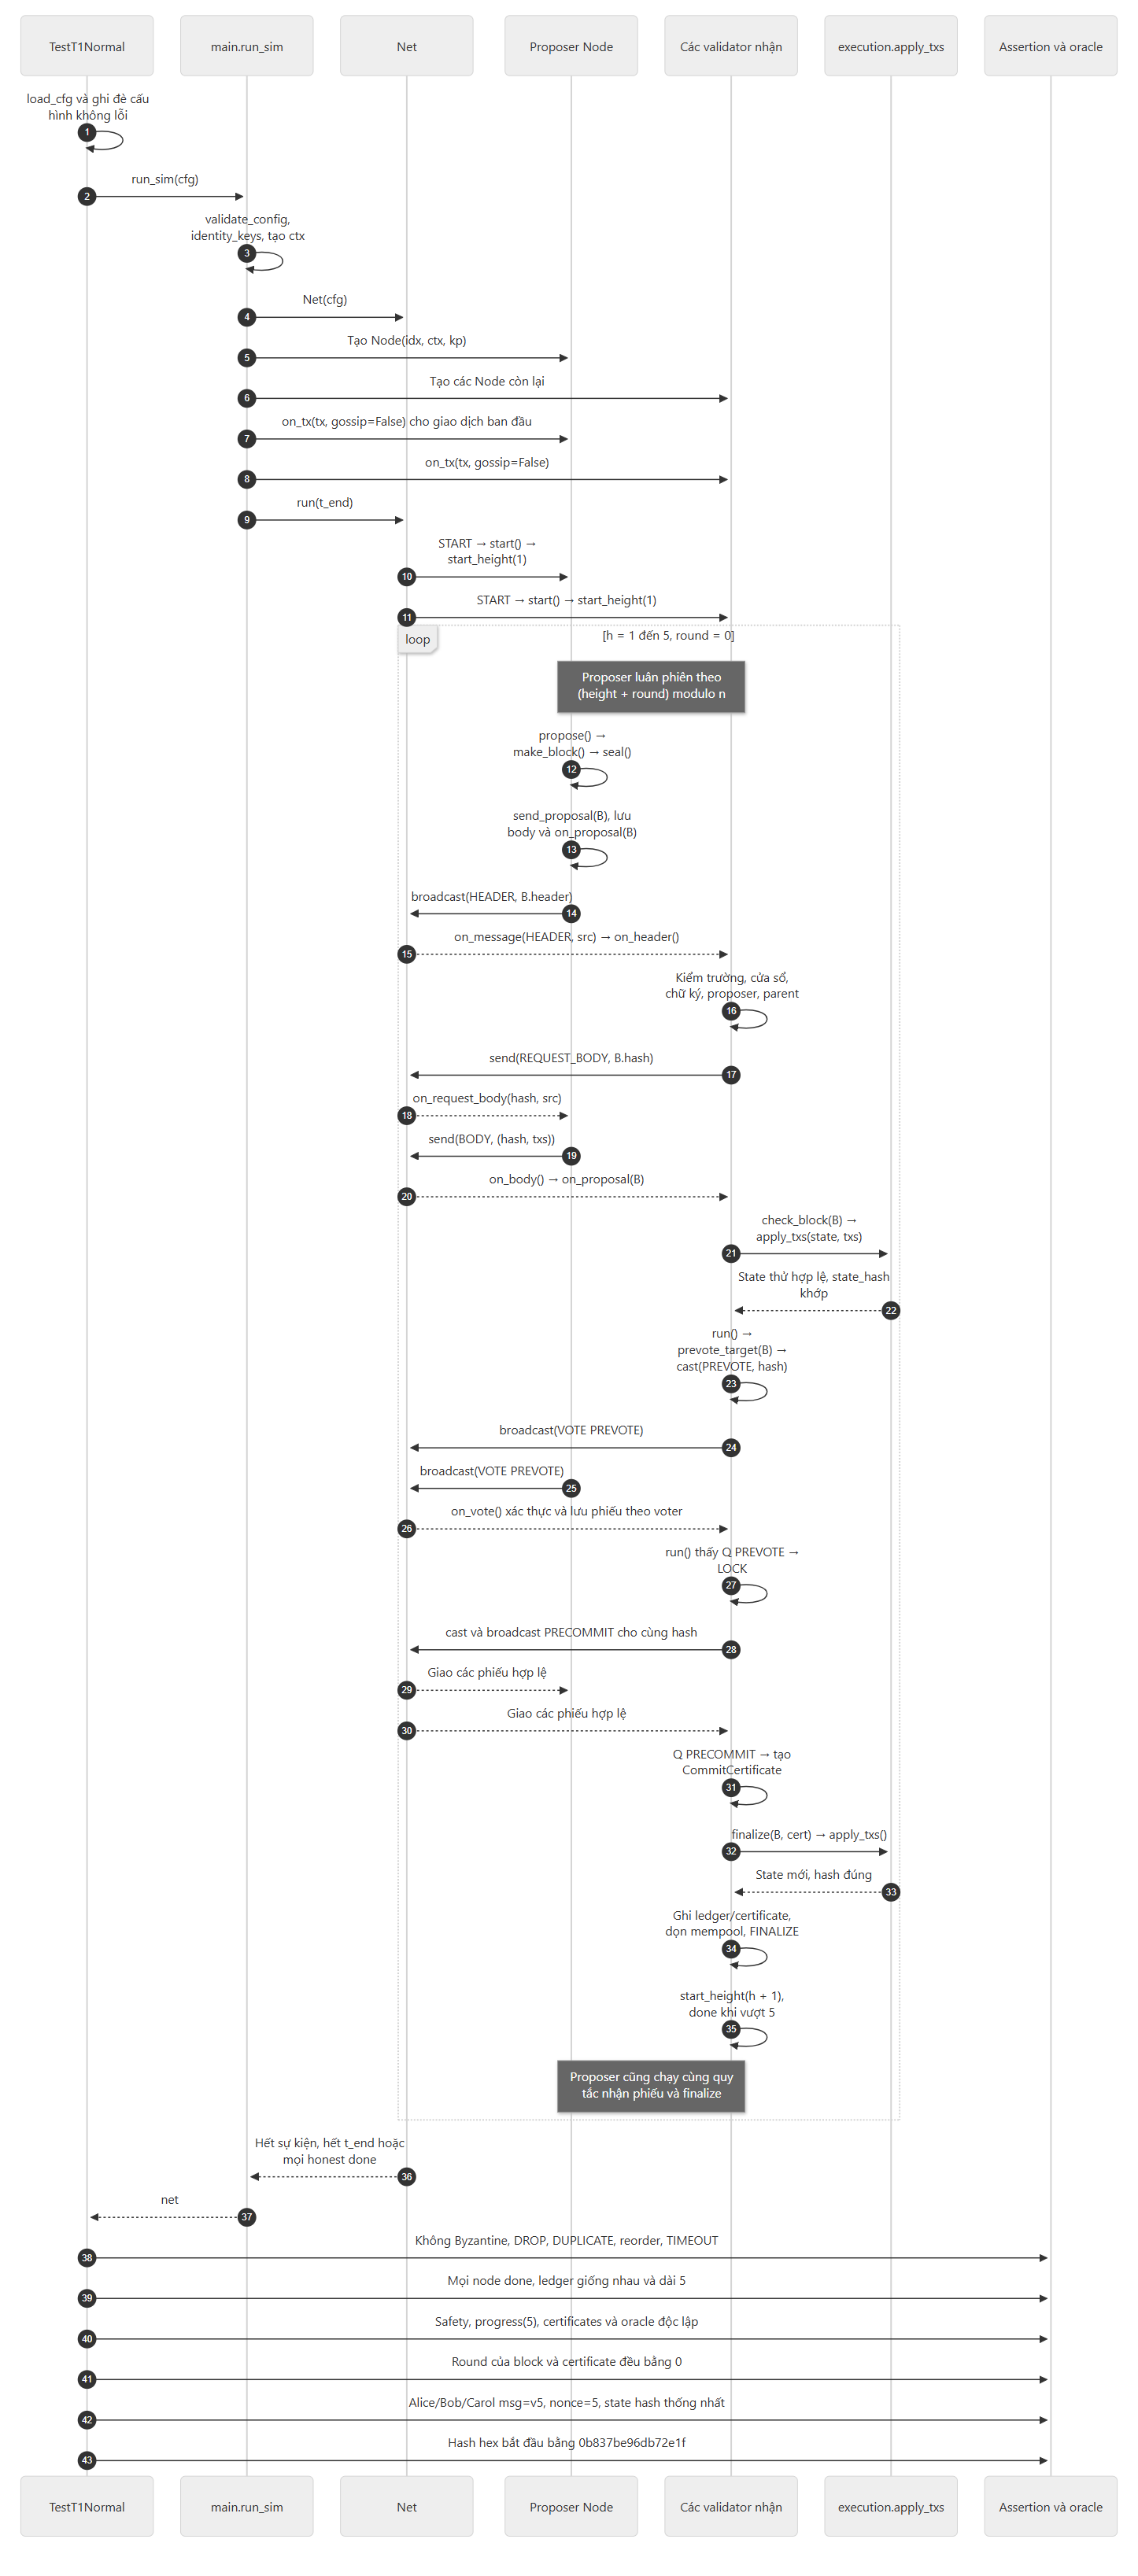 TestT1Normal
main.run_sim
Net
Proposer Node
Các validator nhận
execution.apply_txs
Assertion và oracle
load_cfg và ghi đè cấu
hình không lỗi
1
run_sim(cfg)
2
validate_config,
identity_keys, tạo ctx
3
Net(cfg)
4
Tạo Node(idx, ctx, kp)
5
Tạo các Node còn lại
6
on_tx(tx, gossip=False) cho giao dịch ban đầu
7
on_tx(tx, gossip=False)
8
run(t_end)
9
START → start() →
start_height(1)
10
START → start() → start_height(1)
11
loop
[h = 1 đến 5, round = 0]
Proposer luân phiên theo
(height + round) modulo n
propose() →
make_block() → seal()
12
send_proposal(B), lưu
body và on_proposal(B)
13
broadcast(HEADER, B.header)
14
on_message(HEADER, src) → on_header()
15
Kiểm trường, cửa sổ,
chữ ký, proposer, parent
16
send(REQUEST_BODY, B.hash)
17
on_request_body(hash, src)
18
send(BODY, (hash, txs))
19
on_body() → on_proposal(B)
20
check_block(B) →
apply_txs(state, txs)
21
State thử hợp lệ, state_hash
khớp
22
run() →
prevote_target(B) →
cast(PREVOTE, hash)
23
broadcast(VOTE PREVOTE)
24
broadcast(VOTE PREVOTE)
25
on_vote() xác thực và lưu phiếu theo voter
26
run() thấy Q PREVOTE →
LOCK
27
cast và broadcast PRECOMMIT cho cùng hash
28
Giao các phiếu hợp lệ
29
Giao các phiếu hợp lệ
30
Q PRECOMMIT → tạo
CommitCertificate
31
finalize(B, cert) → apply_txs()
32
State mới, hash đúng
33
Ghi ledger/certificate,
dọn mempool, FINALIZE
34
start_height(h + 1),
done khi vượt 5
35
Proposer cũng chạy cùng quy
tắc nhận phiếu và finalize
Hết sự kiện, hết t_end hoặc
mọi honest done
36
net
37
Không Byzantine, DROP, DUPLICATE, reorder, TIMEOUT
38
Mọi node done, ledger giống nhau và dài 5
39
Safety, progress(5), certificates và oracle độc lập
40
Round của block và certificate đều bằng 0
41
Alice/Bob/Carol msg=v5, nonce=5, state hash thống nhất
42
Hash hex bắt đầu bằng 0b837be96db72e1f
43
TestT1Normal
main.run_sim
Net
Proposer Node
Các validator nhận
execution.apply_txs
Assertion và oracle